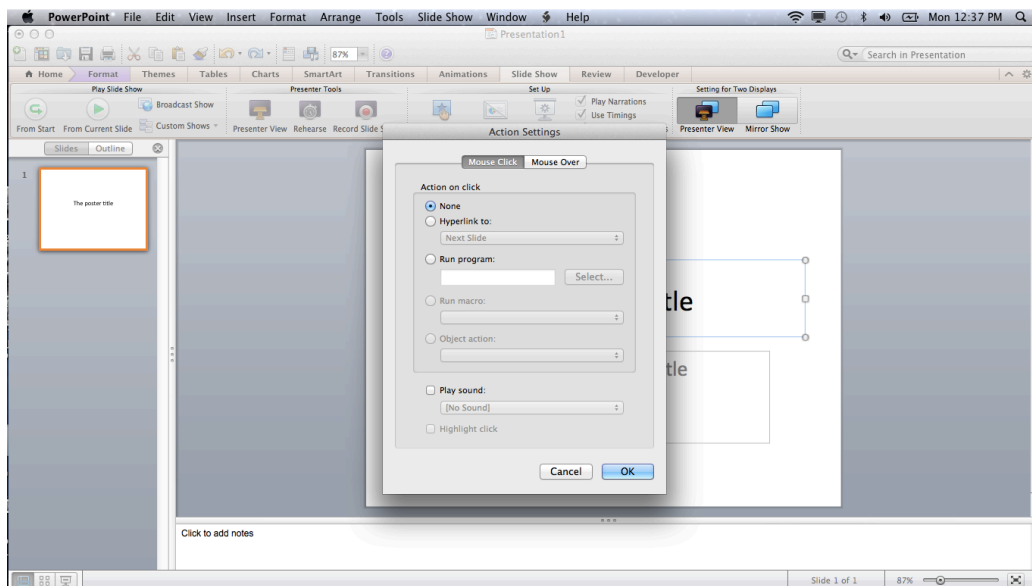 PowerPoint File Edit View Insert Format Arrange Tools Slide Show Window Help Mon 12:37 PM
Presentation1
87% Search in Presentation
Home Format Themes Tables Charts SmartArt Transitions Animations Slide Show Review Developer
Play Slide Show Presenter Tools Set Up Setting for Two Displays
Broadcast Show Play Narrations
Custom Shows Use Timings
From Start From Current Slide Presenter View Rehearse Record Slide S Presenter View Mirror Show
Slides Outline
1
The poster title
Action Settings
Mouse Click Mouse Over
Action on click
None
Hyperlink to:
Next Slide
Run program:
Select...
Run macro:
Object action:
Play sound:
[No Sound]
Highlight click
Cancel OK
tle
tle
Click to add notes
Slide 1 of 1 87%